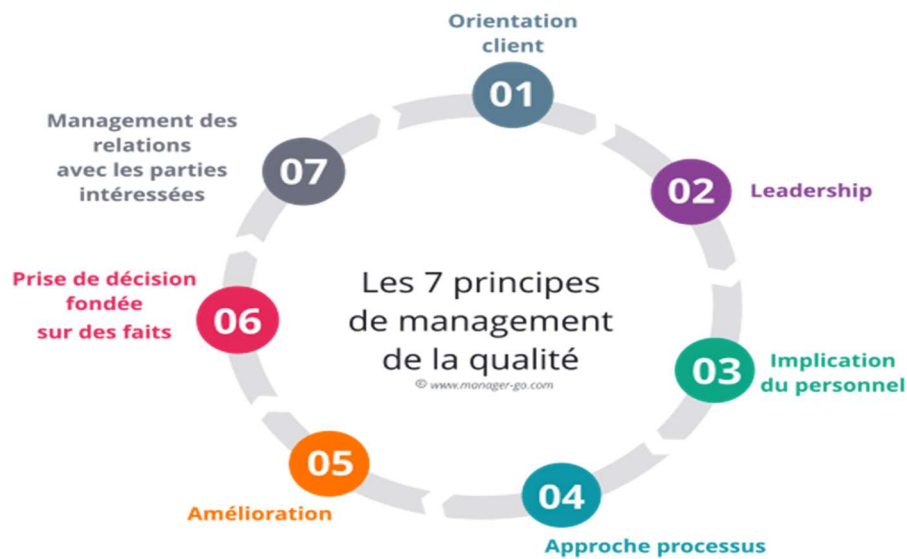 Orientation
client
01
02
Leadership
03
Implication
du personnel
04
Approche processus
05
Amélioration
06
Prise de décision
fondée
sur des faits
07
Management des
relations
avec les parties
intéressées
Les 7 principes
de management
de la qualité
© www.manager-go.com